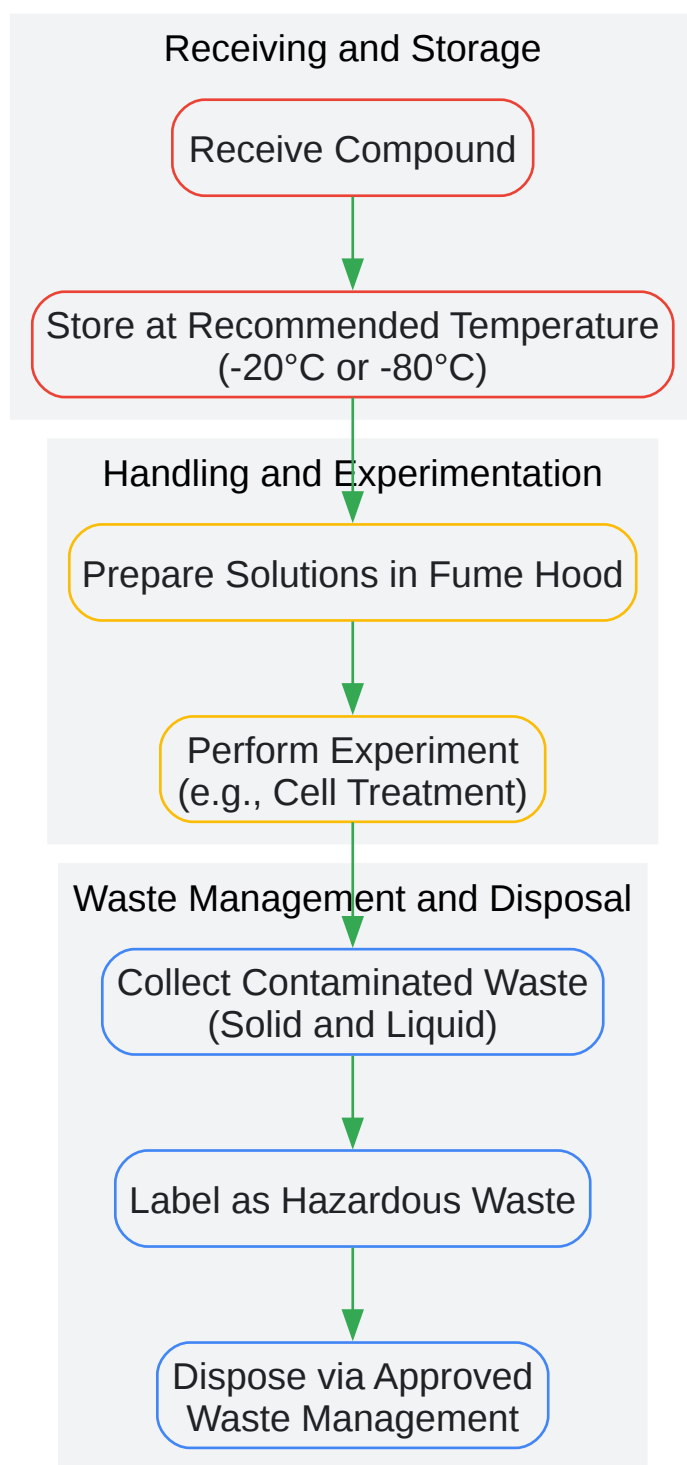 Receiving and Storage
Receive Compound
Store at Recommended Temperature
(-20°C or -80°C)
Handling and Experimentation
Prepare Solutions in Fume Hood
Perform Experiment
(e.g., Cell Treatment)
Waste Management and Disposal
Collect Contaminated Waste
(Solid and Liquid)
Label as Hazardous Waste
Dispose via Approved
Waste Management